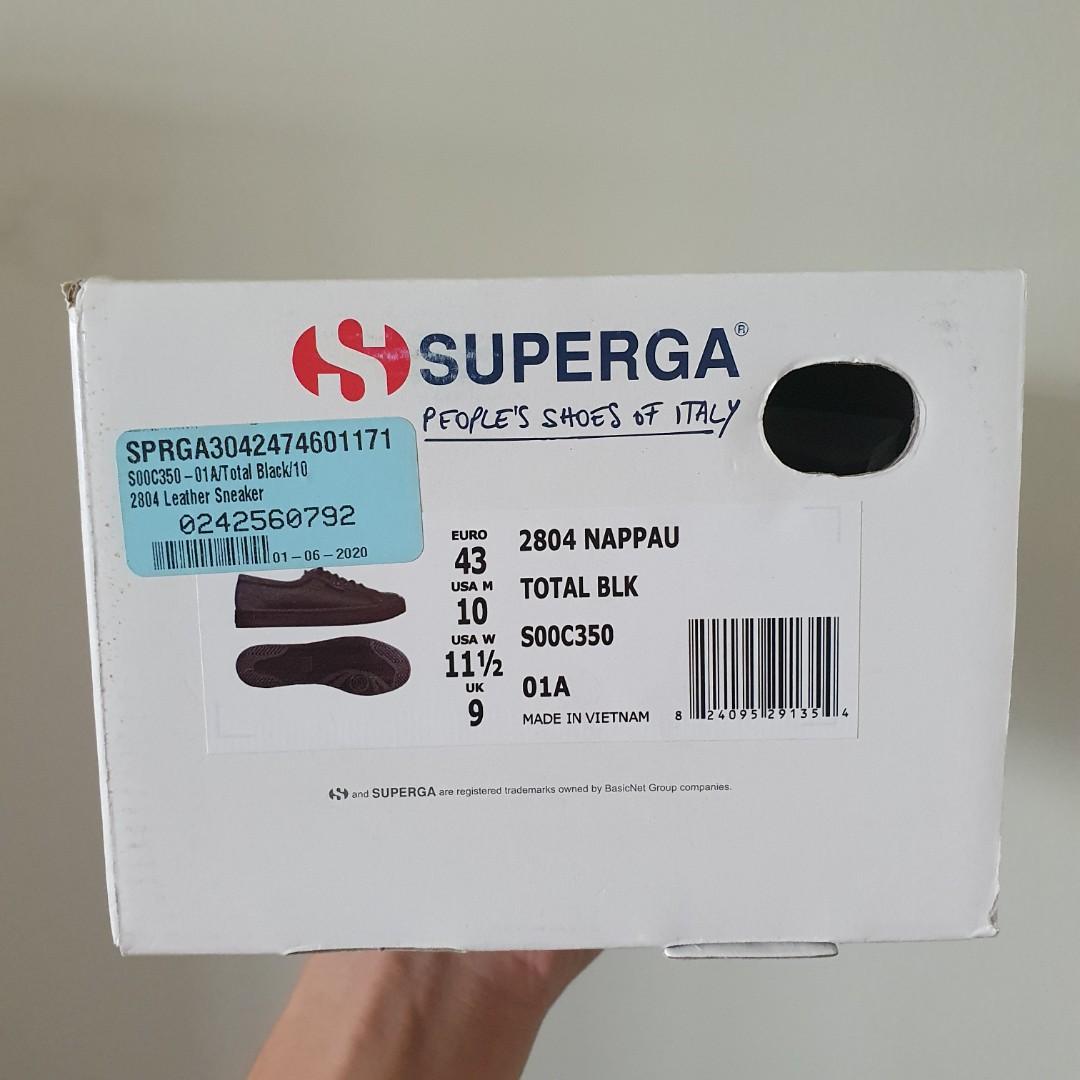 SUPERGA®
PEOPLE'S SHOES OF ITALY
SPRGA3042474601171
S00C350-01A/Total Black/10
2804 Leather Sneaker
0242560792
01-06-2020
EURO
43
USA M
10
USA W
11½
UK
9
2804 NAPPAU
TOTAL BLK
S00C350
01A
MADE IN VIETNAM
8 24095 29135 4
and SUPERGA are registered trademarks owned by BasicNet Group companies.